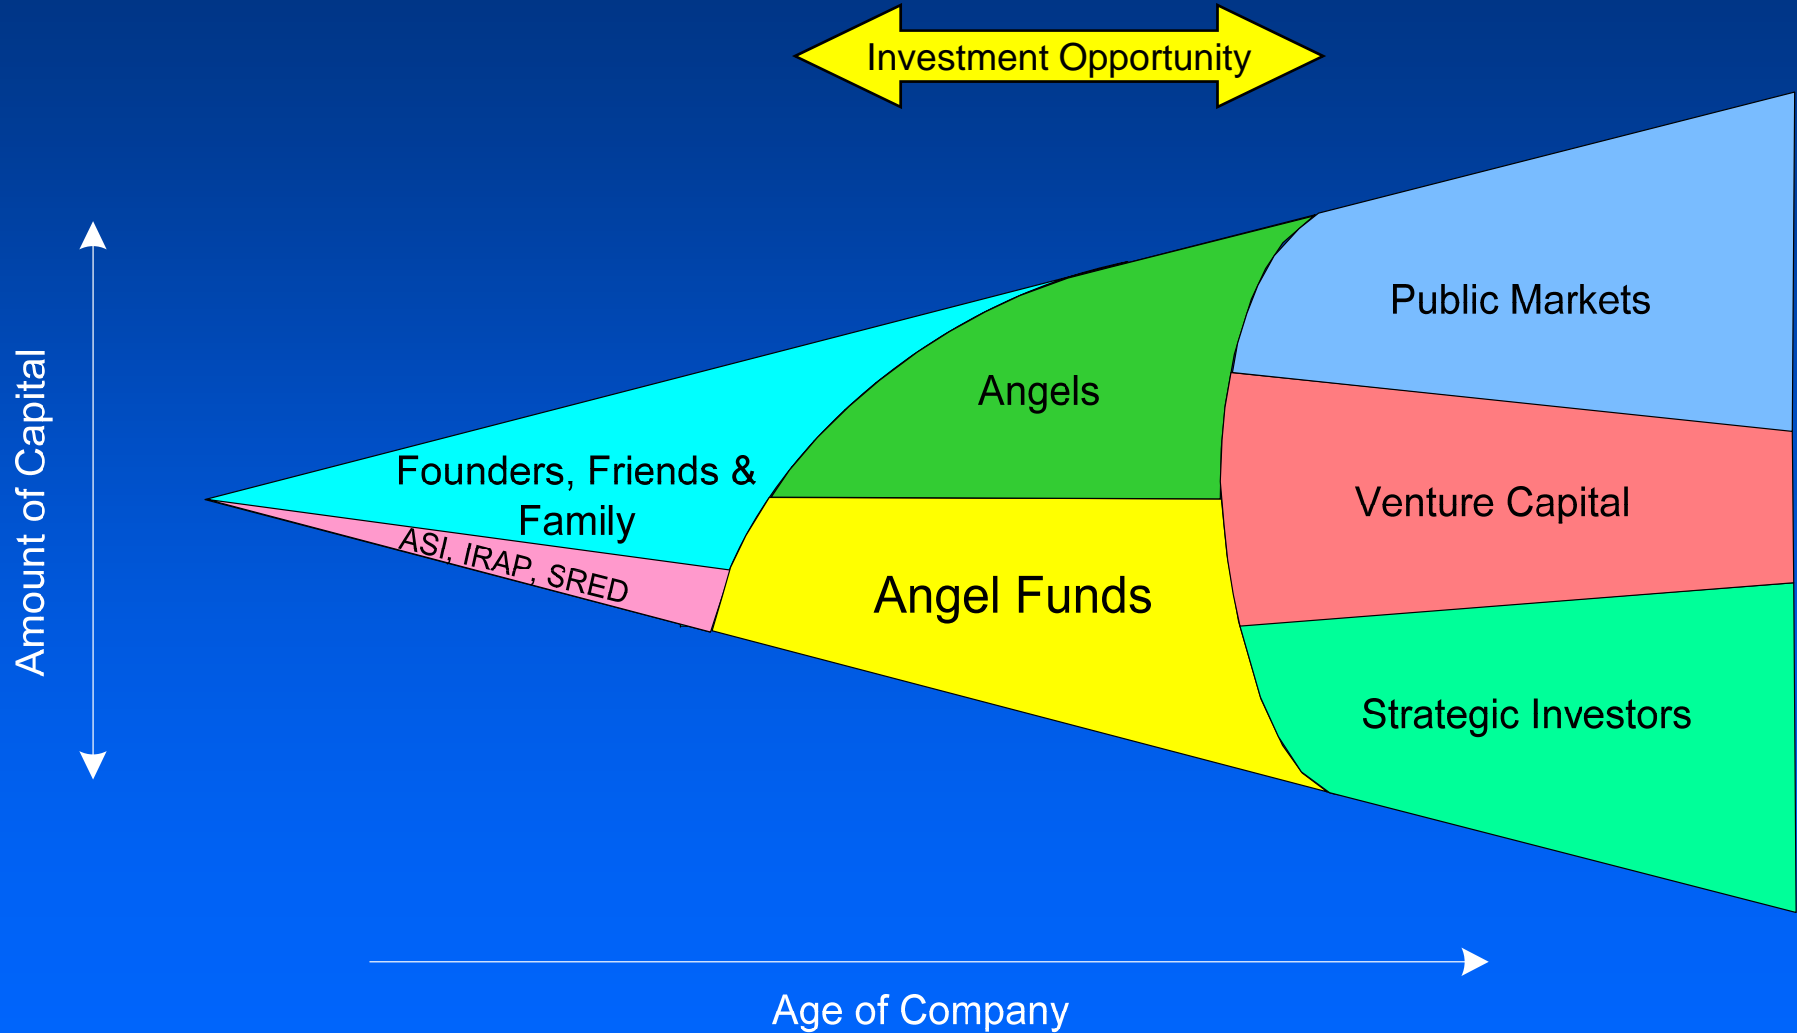 Investment Opportunity
Public Markets
Angels
Founders, Friends &
Family
ASI, IRAP, SRED
Venture Capital
Angel Funds
Strategic Investors
Amount of Capital
Age of Company